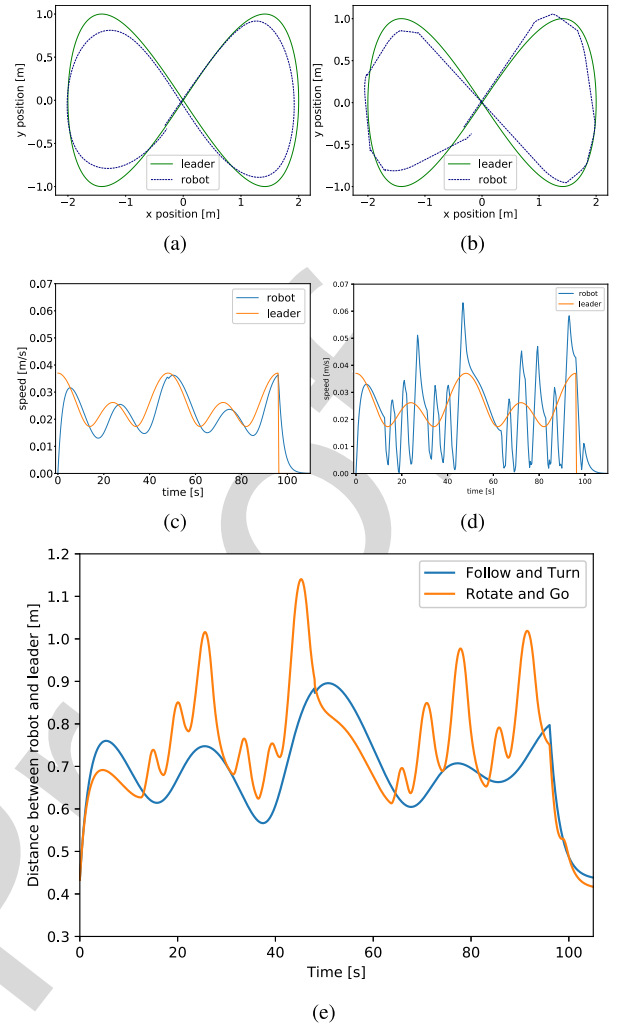 1.0
0.5
0.0
−0.5
−1.0
y position [m]
leader
robot
−2
−1
0
1
2
x position [m]
(a)
1.0
0.5
0.0
−0.5
−1.0
y position [m]
leader
robot
−2
−1
0
1
2
x position [m]
(b)
0.07
0.06
0.05
0.04
0.03
0.02
0.01
0.00
speed [m/s]
robot
leader
0
20
40
60
80
100
time [s]
(c)
0.07
0.06
0.05
0.04
0.03
0.02
0.01
0.00
speed [m/s]
robot
leader
0
20
40
60
80
100
time [s]
(d)
1.2
1.1
1.0
0.9
0.8
0.7
0.6
0.5
0.4
0.3
Distance between robot and leader [m]
Follow and Turn
Rotate and Go
0
20
40
60
80
100
Time [s]
(e)